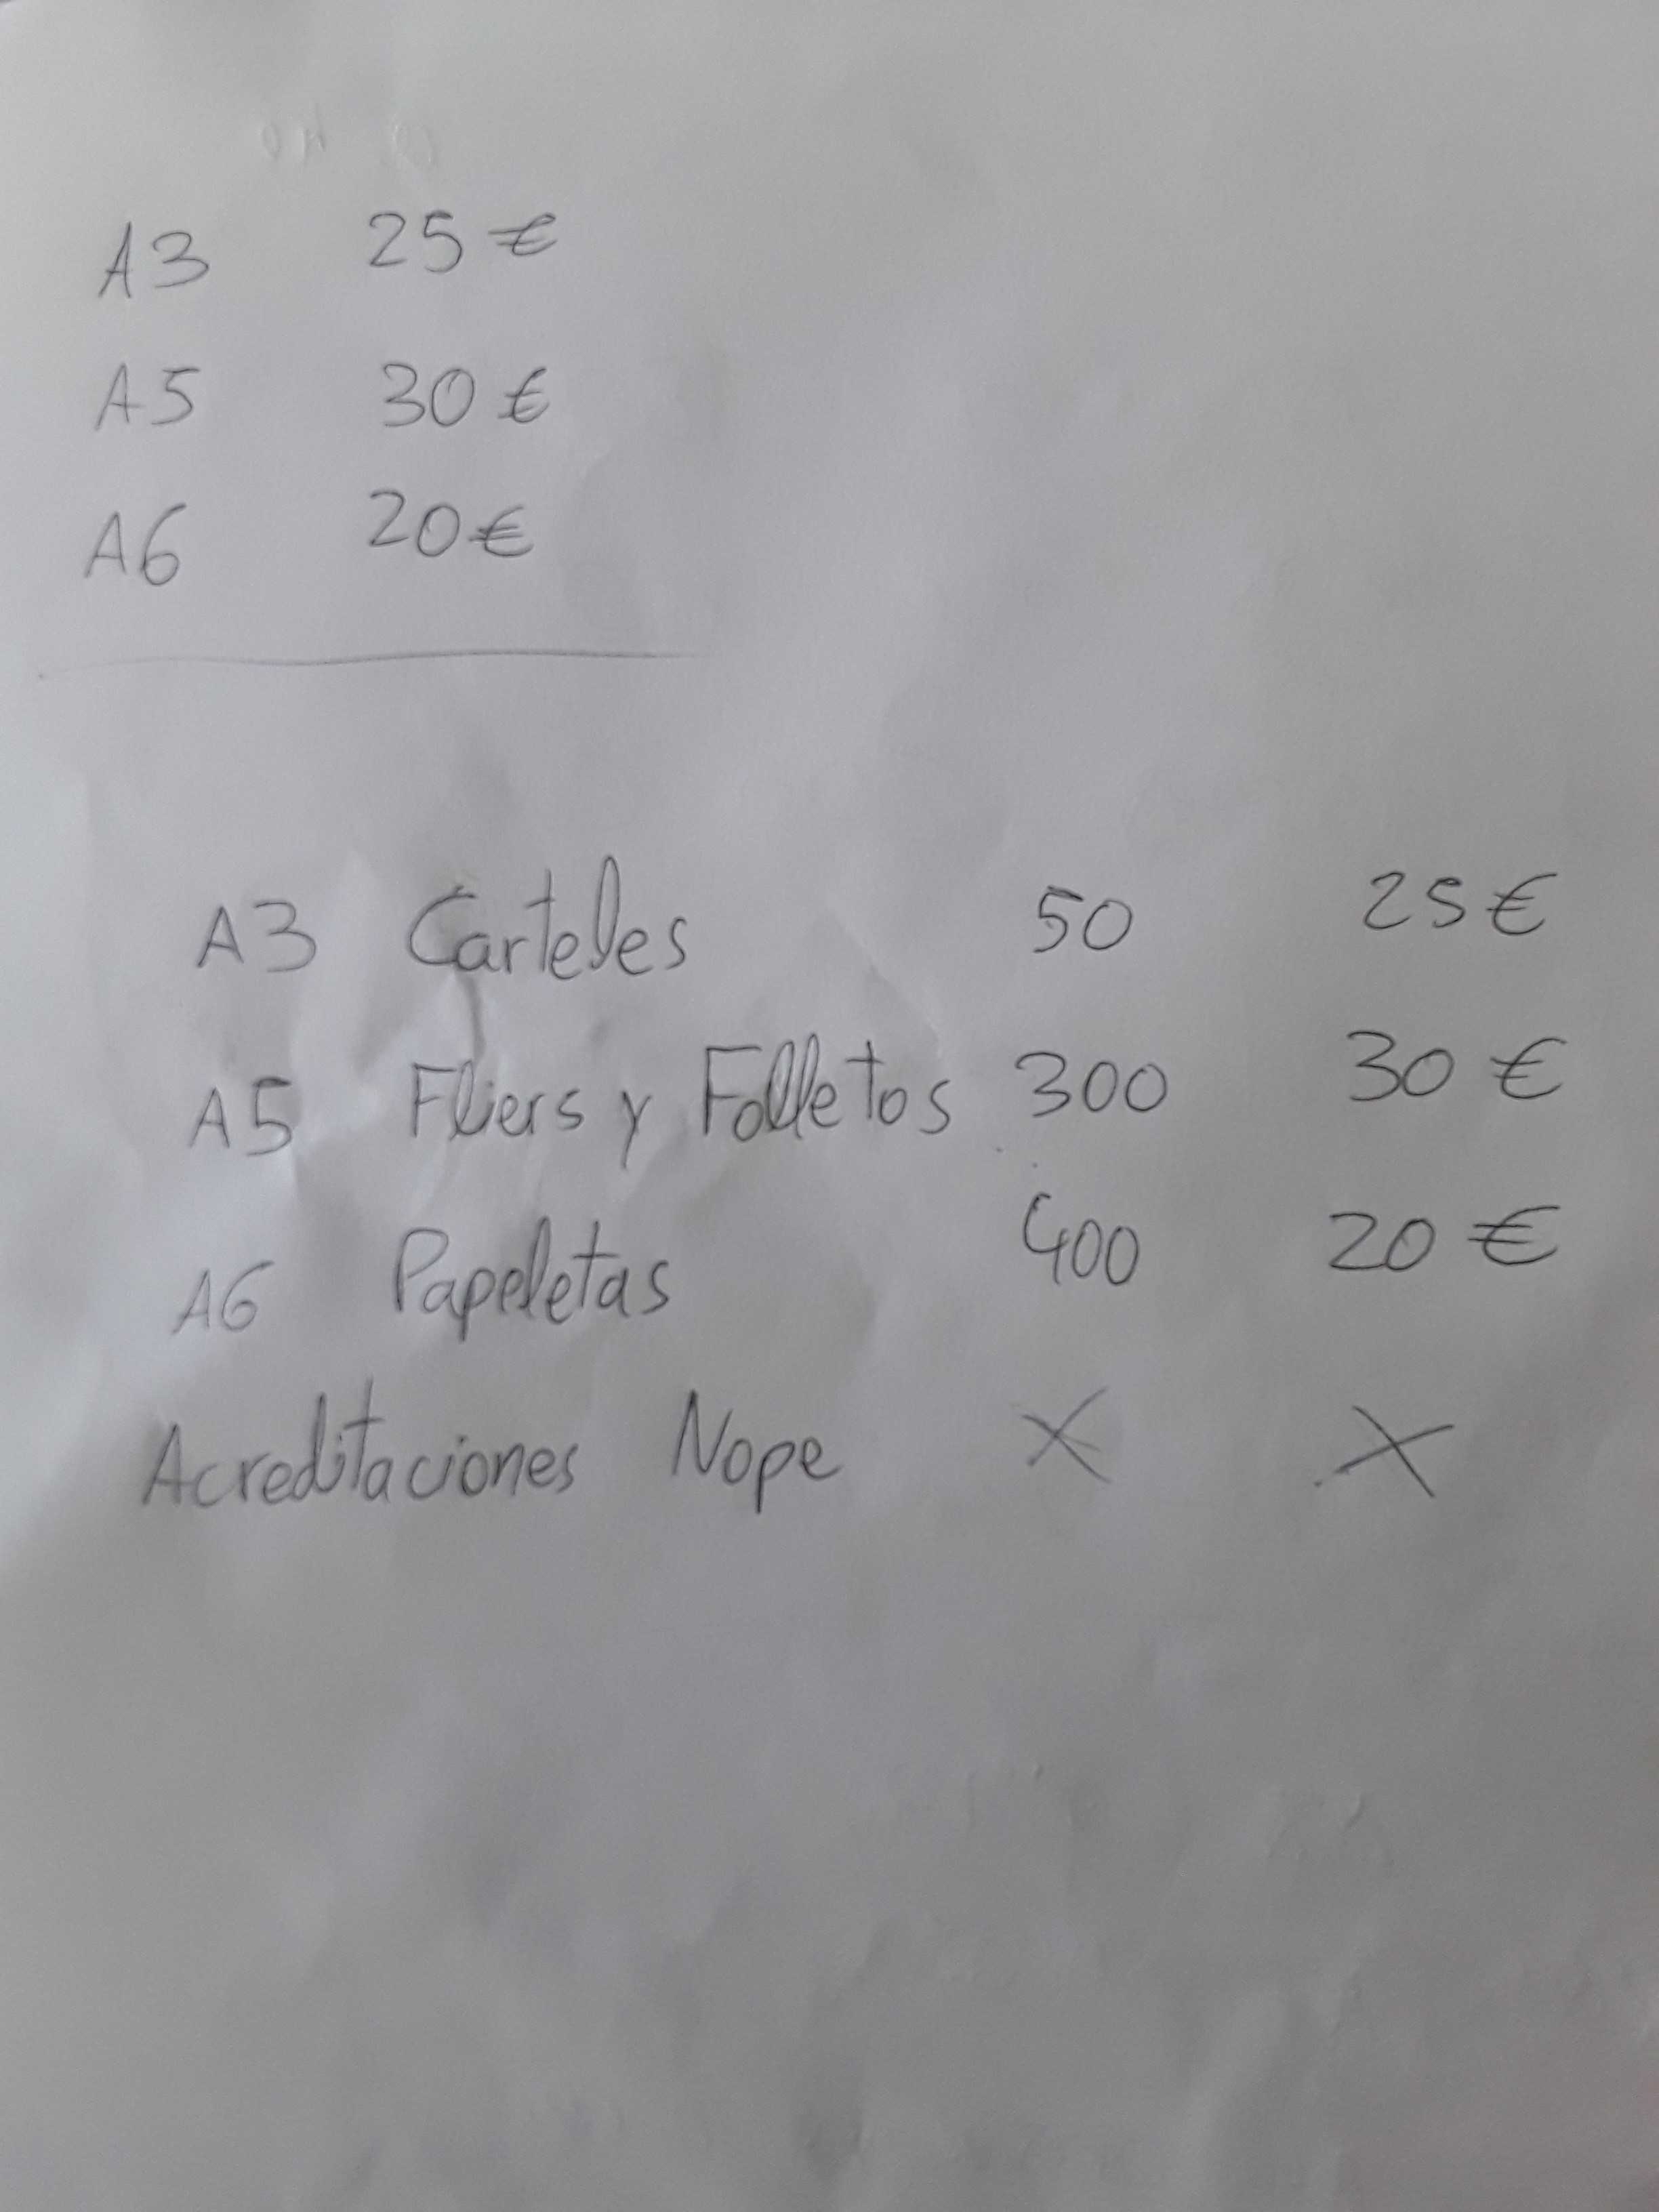 A3 25 €
A5 30 €
A6 20 €
A3 Carteles 50 25 €
A5 Fliers y Folletos 300 30 €
A6 Papeletas 400 20 €
Acreditaciones Nope X X